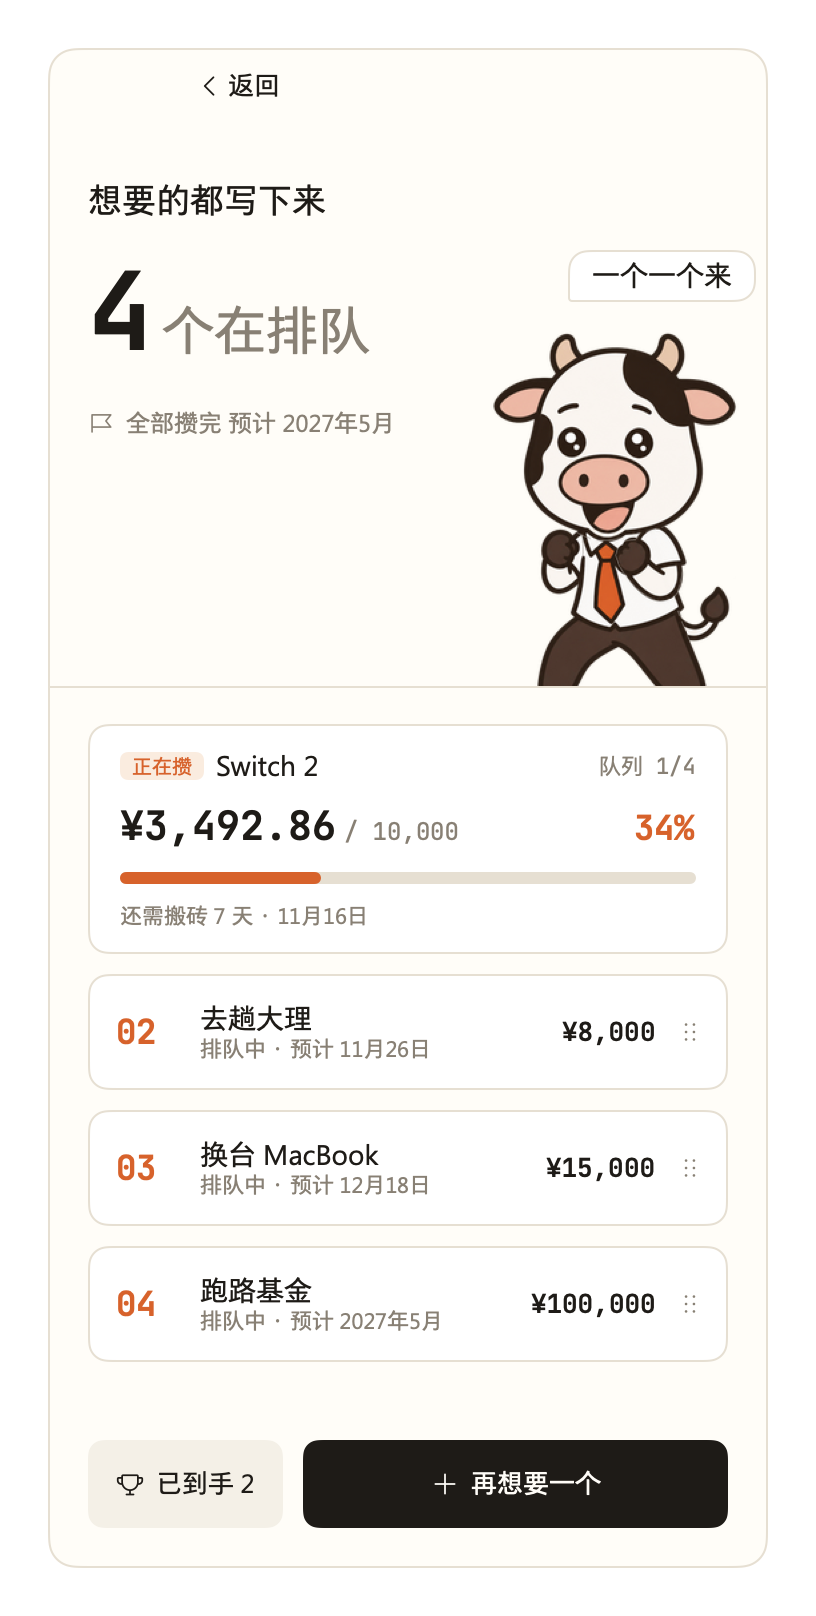 返回
想要的都写下来
一个一个来
4 个在排队
全部攒完 预计 2027年5月
正在攒 Switch 2 队列 1/4
¥3,492.86 / 10,000 34%
还需搬砖 7 天 · 11月16日
02 去趟大理 ¥8,000
排队中 · 预计 11月26日
03 换台 MacBook ¥15,000
排队中 · 预计 12月18日
04 跑路基金 ¥100,000
排队中 · 预计 2027年5月
已到手 2
再想要一个